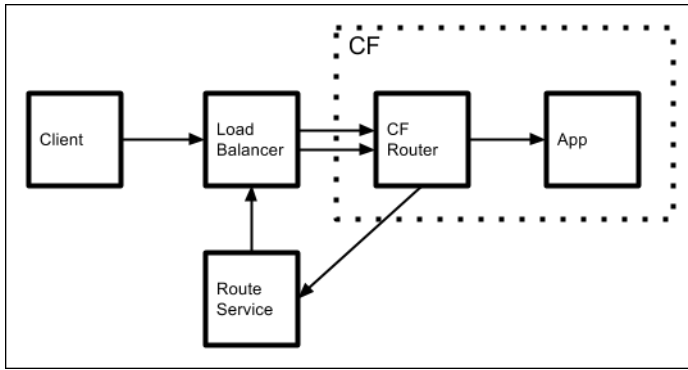 CF
Client
Load
Balancer
CF
Router
App
Route
Service